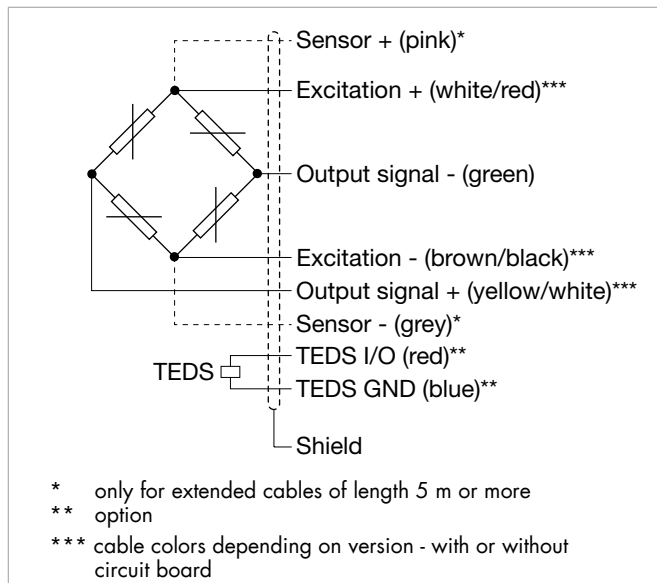 Sensor + (pink)*
Excitation + (white/red)***
Output signal - (green)
Excitation - (brown/black)***
Output signal + (yellow/white)***
Sensor - (grey)*
TEDS I/O (red)**
TEDS
TEDS GND (blue)**
Shield
* only for extended cables of length 5 m or more
** option
*** cable colors depending on version - with or without
circuit board